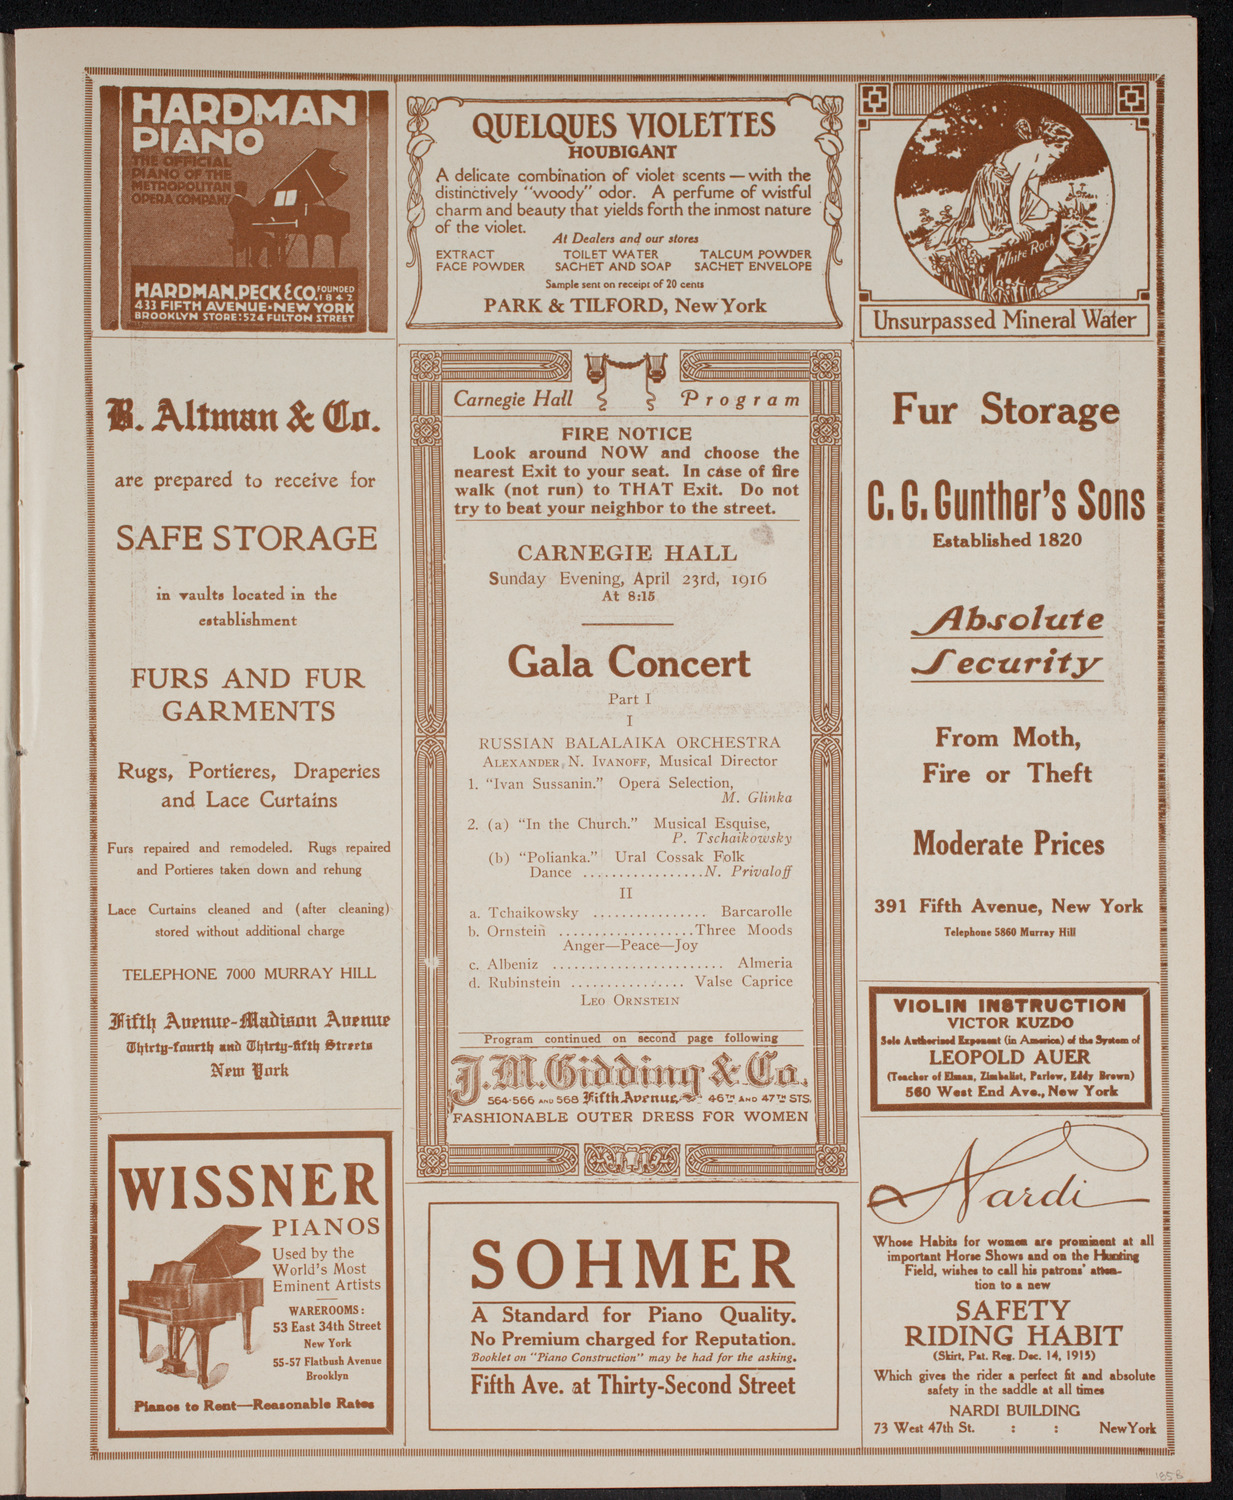 HARDMAN
PIANO
THE OFFICIAL
PIANO OF THE
METROPOLITAN
OPERA COMPANY
HARDMAN, PECK & CO. FOUNDED 1842
433 FIFTH AVENUE-NEW YORK
BROOKLYN STORE:524 FULTON STREET
QUELQUES VIOLETTES
HOUBIGANT
A delicate combination of violet scents — with the
distinctively "woody" odor. A perfume of wistful
charm and beauty that yields forth the inmost nature
of the violet.
At Dealers and our stores
EXTRACT TOILET WATER TALCUM POWDER
FACE POWDER SACHET AND SOAP SACHET ENVELOPE
Sample sent on receipt of 20 cents
PARK & TILFORD, New York
White Rock
Unsurpassed Mineral Water
B. Altman & Co.
are prepared to receive for
SAFE STORAGE
in vaults located in the
establishment
FURS AND FUR
GARMENTS
Rugs, Portieres, Draperies
and Lace Curtains
Furs repaired and remodeled. Rugs repaired
and Portieres taken down and rehung
Lace Curtains cleaned and (after cleaning)
stored without additional charge
TELEPHONE 7000 MURRAY HILL
Fifth Avenue-Madison Avenue
Thirty-fourth and Thirty-fifth Streets
New York
WISSNER
PIANOS
Used by the
World's Most
Eminent Artists
WAREROOMS:
53 East 34th Street
New York
55-57 Flatbush Avenue
Brooklyn
Pianos to Rent—Reasonable Rates
Carnegie Hall Program
FIRE NOTICE
Look around NOW and choose the
nearest Exit to your seat. In case of fire
walk (not run) to THAT Exit. Do not
try to beat your neighbor to the street.
CARNEGIE HALL
Sunday Evening, April 23rd, 1916
At 8:15
Gala Concert
Part I
I
RUSSIAN BALALAIKA ORCHESTRA
ALEXANDER N. IVANOFF, Musical Director
1. "Ivan Sussanin." Opera Selection,
M. Glinka
2. (a) "In the Church." Musical Esquise,
P. Tschaikowsky
(b) "Polianka." Ural Cossak Folk
Dance ................N. Privaloff
II
a. Tchaikowsky ............... Barcarolle
b. Ornstein ..................Three Moods
Anger—Peace—Joy
c. Albeniz ........................ Almeria
d. Rubinstein ............... Valse Caprice
LEO ORNSTEIN
Program continued on second page following
J. M. Gidding & Co.
564-566 AND 568 Fifth Avenue, 46TH AND 47TH STS.
FASHIONABLE OUTER DRESS FOR WOMEN
SOHMER
A Standard for Piano Quality.
No Premium charged for Reputation.
Booklet on "Piano Construction" may be had for the asking.
Fifth Ave. at Thirty-Second Street
Fur Storage
C. G. Gunther's Sons
Established 1820
Absolute
Security
From Moth,
Fire or Theft
Moderate Prices
391 Fifth Avenue, New York
Telephone 5860 Murray Hill
VIOLIN INSTRUCTION
VICTOR KUZDO
Sole Authorized Exponent (in America) of the System of
LEOPOLD AUER
(Teacher of Elman, Zimbalist, Parlow, Eddy Brown)
560 West End Ave., New York
Nardi
Whose Habits for women are prominent at all
important Horse Shows and on the Hunting
Field, wishes to call his patrons' atten-
tion to a new
SAFETY
RIDING HABIT
(Skirt, Pat. Reg. Dec. 14, 1915)
Which gives the rider a perfect fit and absolute
safety in the saddle at all times
NARDI BUILDING
73 West 47th St. : : New York